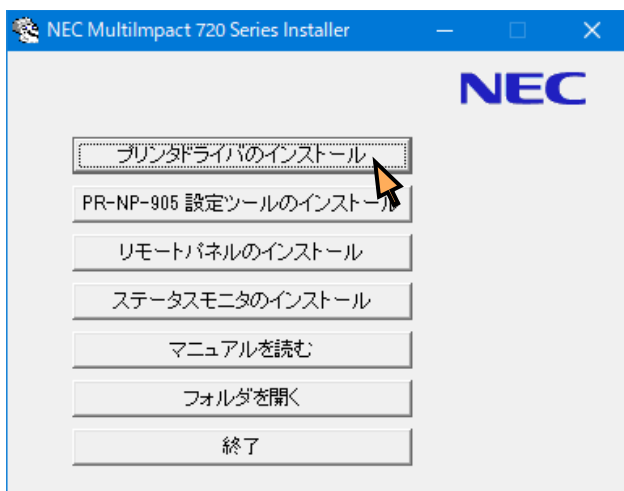 NEC MultiImpact 720 Series Installer
NEC
プリンタドライバのインストール
PR-NP-905 設定ツールのインストール
リモートパネルのインストール
ステータスモニタのインストール
マニュアルを読む
フォルダを開く
終了